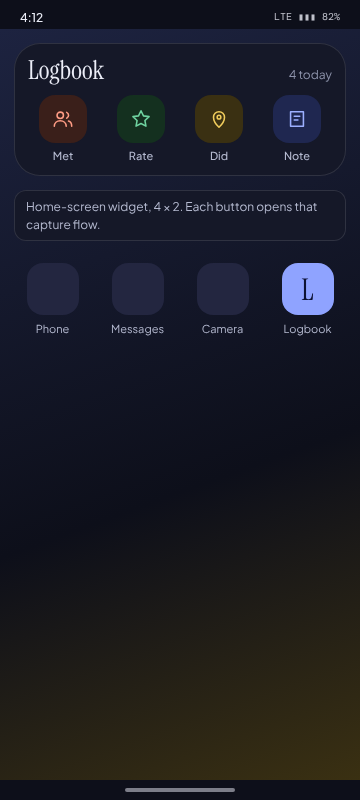 4:12
LTE 82%
Logbook
4 today
Met Rate Did Note
Home-screen widget, 4 × 2. Each button opens that
capture flow.
L
Phone Messages Camera Logbook